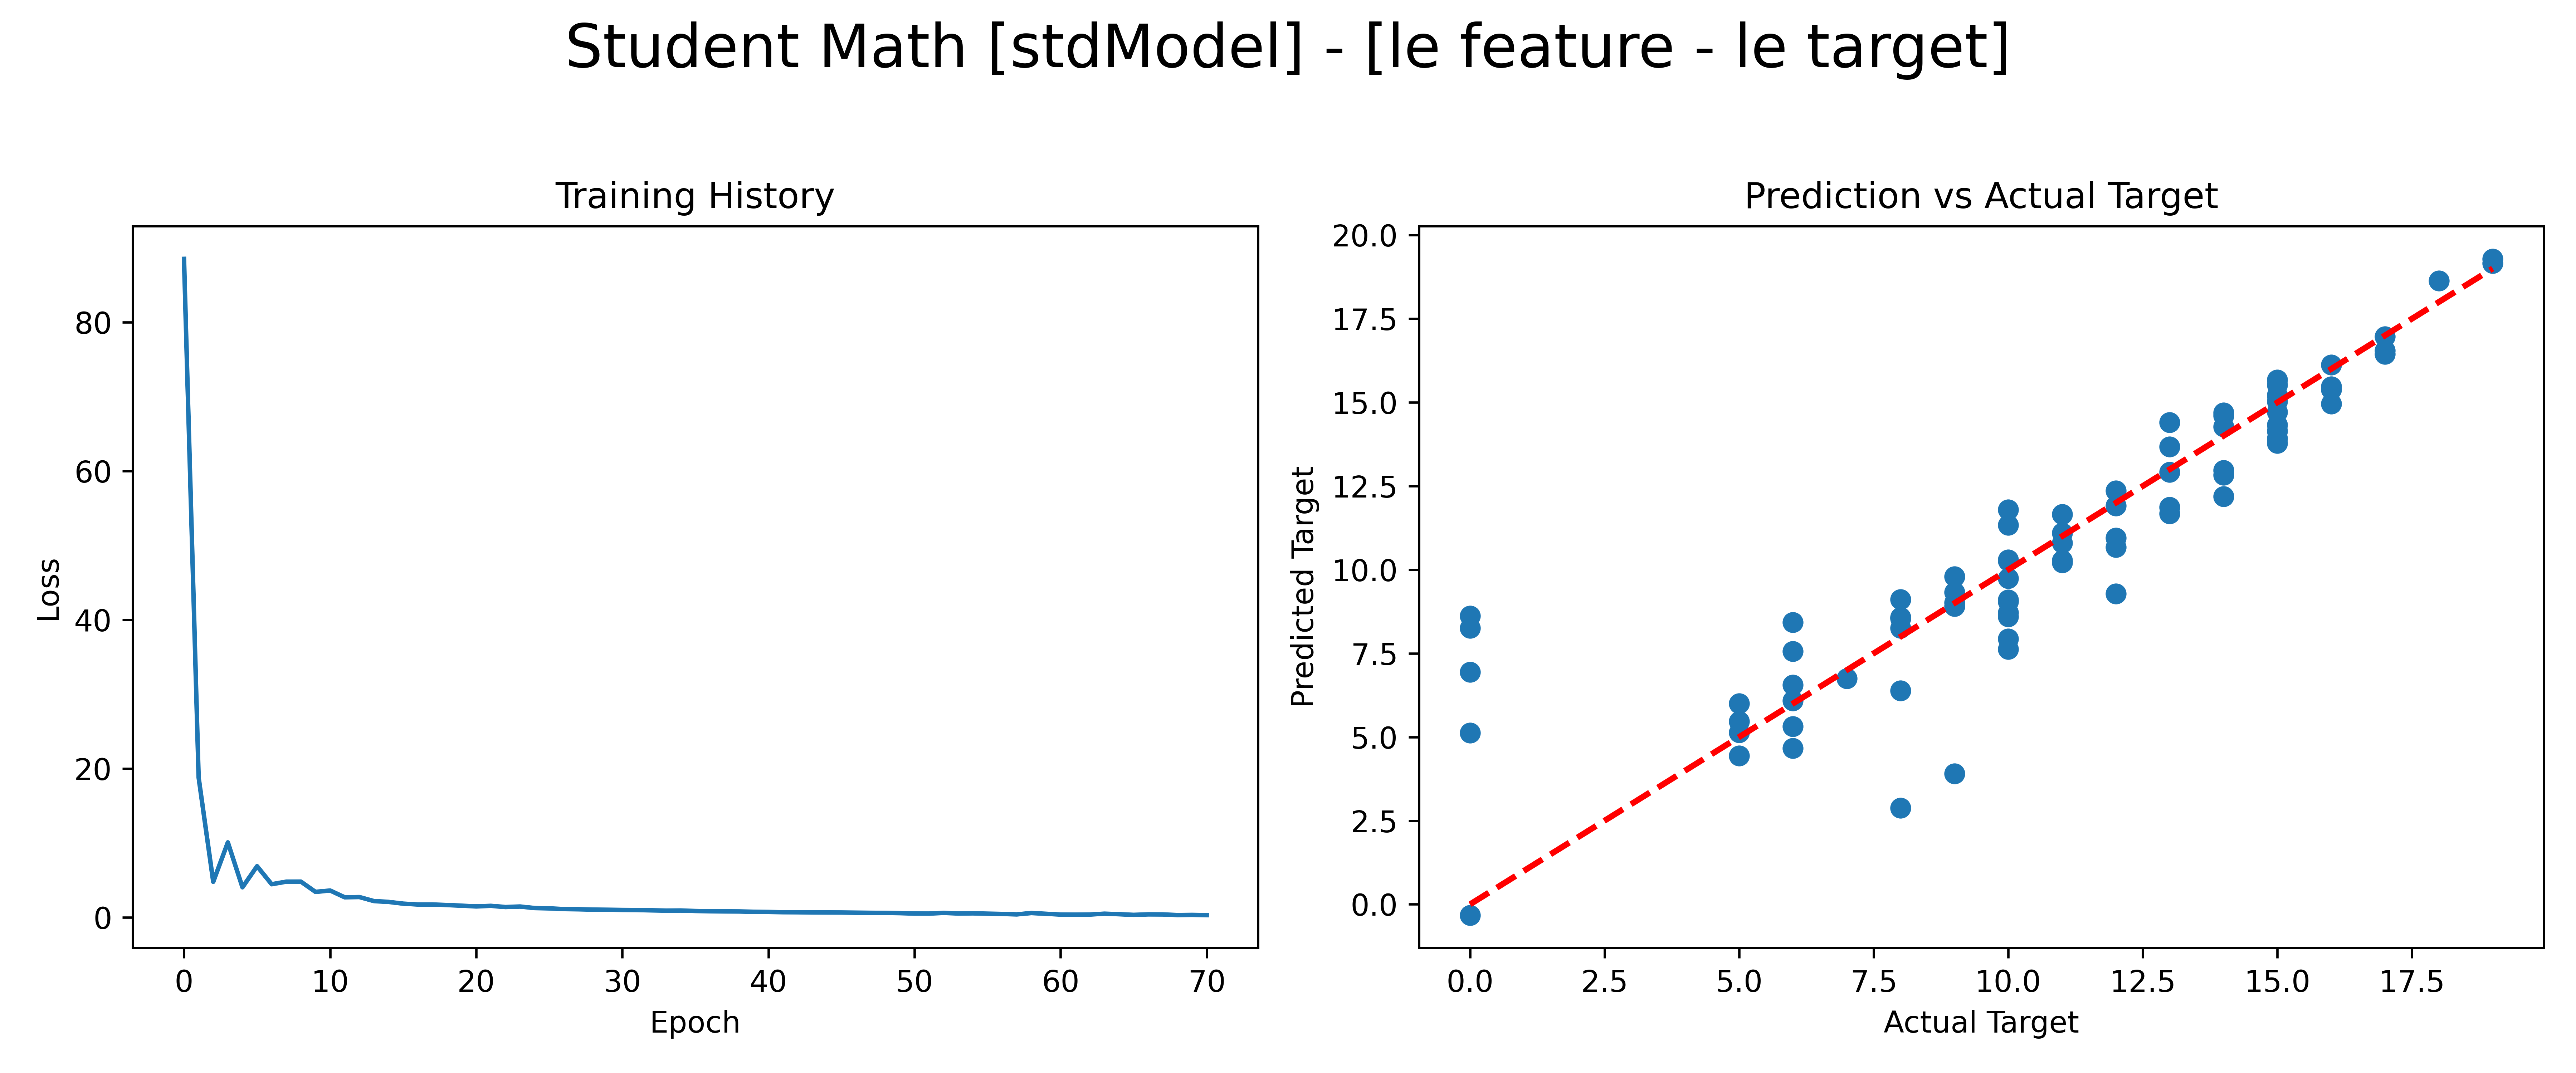 Student Math [stdModel] - [le feature - le target]
Training History
Loss
80
60
40
20
0
0 10 20 30 40 50 60 70
Epoch
Prediction vs Actual Target
Predicted Target
20.0
17.5
15.0
12.5
10.0
7.5
5.0
2.5
0.0
0.0 2.5 5.0 7.5 10.0 12.5 15.0 17.5
Actual Target